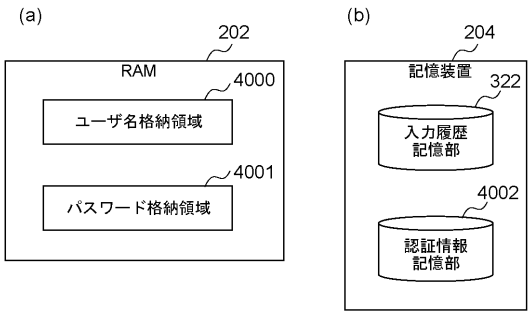 (a)
202
RAM
4000
ユーザ名格納領域
4001
パスワード格納領域
(b)
204
記憶装置
322
入力履歴
記憶部
4002
認証情報
記憶部